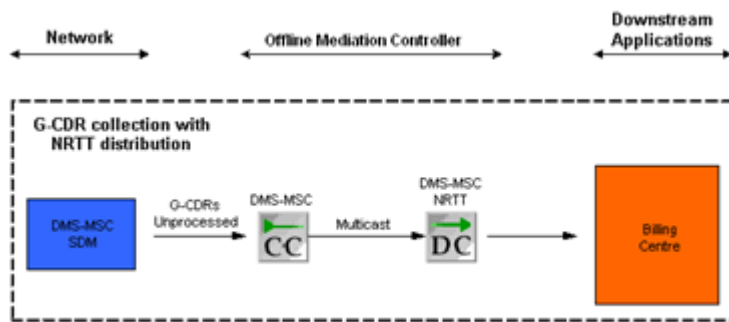 Network
Offline Mediation Controller
Downstream
Applications
G-CDR collection with
NRTT distribution
DMS-MSC
SDM
G-CDRs
Unprocessed
DMS-MSC
CC
Multicast
DMS-MSC
NRTT
DC
Billing
Centre